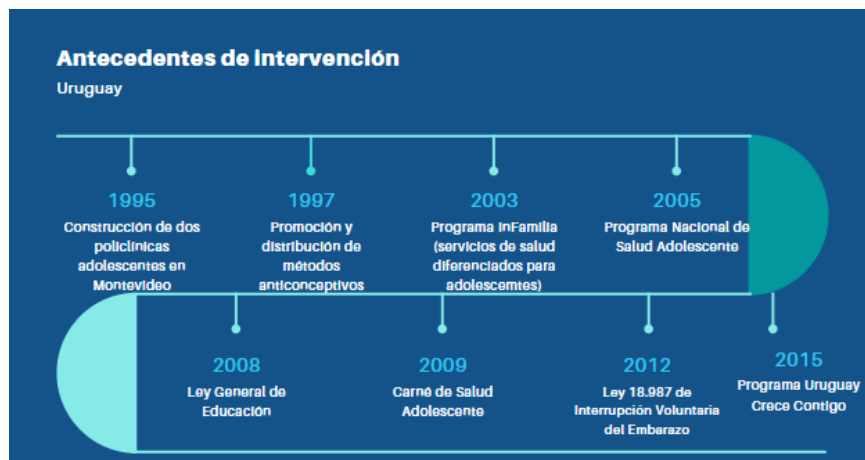 Antecedentes de intervención
Uruguay
1995
Construcción de dos
policlínicas
adolescentes en
Montevideo
1997
Promoción y
distribución de
métodos
anticonceptivos
2003
Programa InFamilia
(servicios de salud
diferenciados para
adolescemtes)
2005
Programa Nacional de
Salud Adolescente
2008
Ley General de
Educación
2009
Carné de Salud
Adolescente
2012
Ley 18.987 de
Interrupción Voluntaria
del Embarazo
2015
Programa Uruguay
Crece Contigo